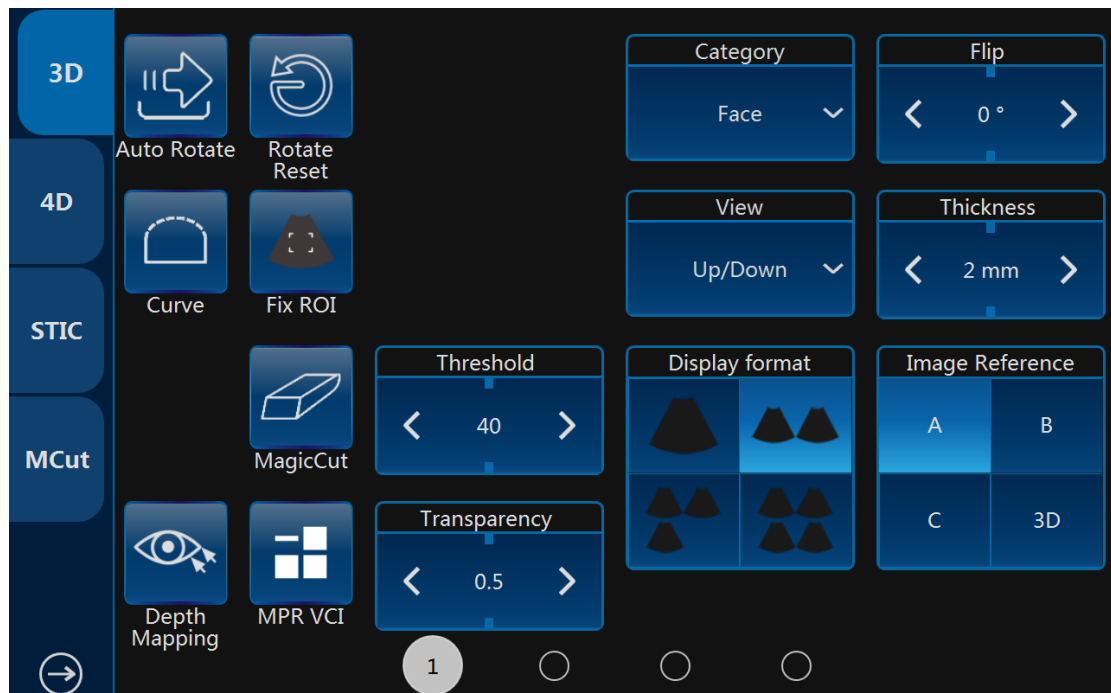 3D
4D
STIC
MCut
Auto Rotate
Rotate
Reset
Category
Face
Flip
0 °
Curve
Fix ROI
View
Up/Down
Thickness
2 mm
MagicCut
Threshold
40
Display format
Image Reference
A
B
C
3D
Depth
Mapping
MPR VCI
Transparency
0.5
1